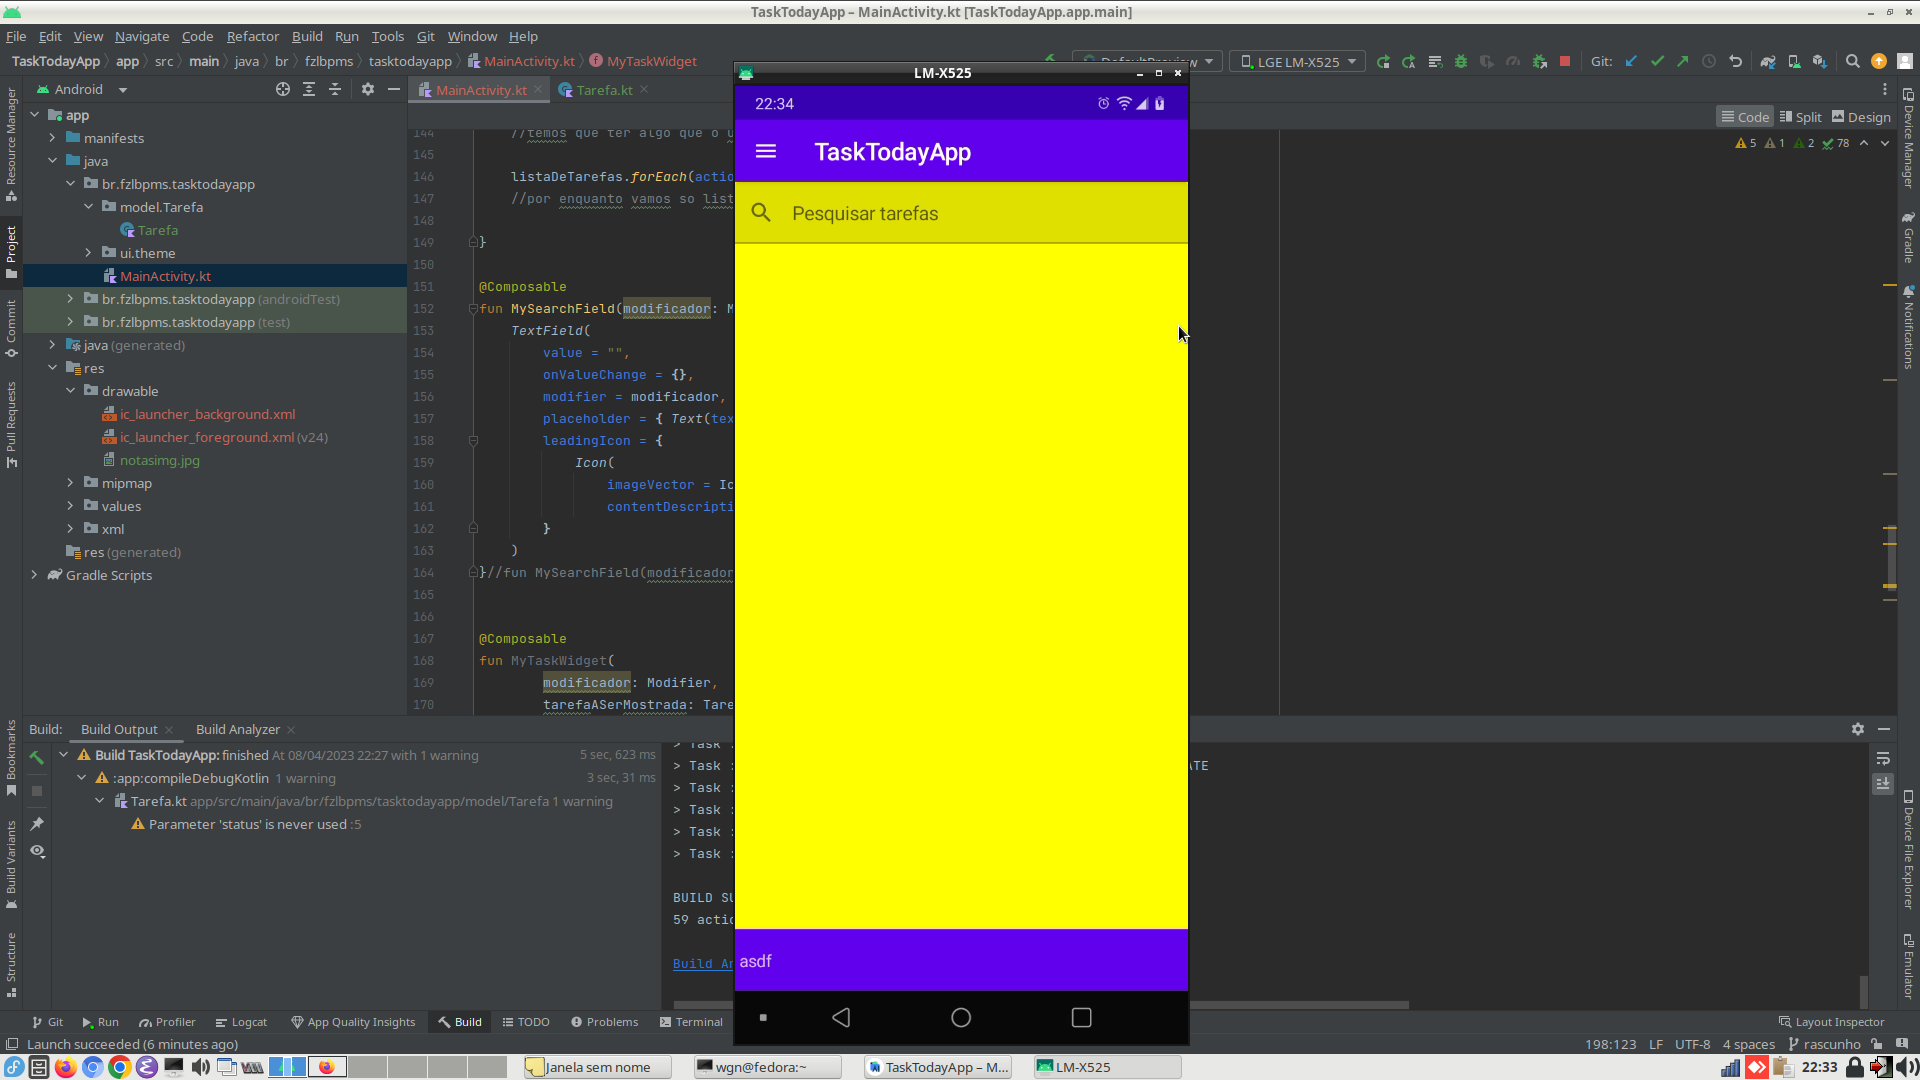 TaskTodayApp – MainActivity.kt [TaskTodayApp.app.main]
File Edit View Navigate Code Refactor Build Run Tools Git Window Help
TaskTodayApp app src main java br fzlbpms tasktodayapp MainActivity.kt MyTaskWidget
LGE LM-X525 Git:
Android
MainActivity.kt Tarefa.kt
Code Split Design
5 1 2 78
app
manifests
java
br.fzlbpms.tasktodayapp
model.Tarefa
Tarefa
ui.theme
MainActivity.kt
br.fzlbpms.tasktodayapp (androidTest)
br.fzlbpms.tasktodayapp (test)
java (generated)
res
drawable
ic_launcher_background.xml
ic_launcher_foreground.xml (v24)
notasimg.jpg
mipmap
values
xml
res (generated)
Gradle Scripts
Resource Manager
Project
Commit
Pull Requests
Bookmarks
Build Variants
Structure
144 //temos que ter algo que o u
145
146 listaDeTarefas.forEach(actio
147 //por enquanto vamos so list
148
149 }
150
151 @Composable
152 fun MySearchField(modificador: M
153 TextField(
154 value = "",
155 onValueChange = {},
156 modifier = modificador,
157 placeholder = { Text(tex
158 leadingIcon = {
159 Icon(
160 imageVector = Ic
161 contentDescripti
162 }
163 )
164 }//fun MySearchField(modificador
165
166
167 @Composable
168 fun MyTaskWidget(
169 modificador: Modifier,
170 tarefaASerMostrada: Tare
LM-X525
22:34
TaskTodayApp
Pesquisar tarefas
asdf
Device Manager
Gradle
Notifications
Device File Explorer
Emulator
Build: Build Output Build Analyzer
Build TaskTodayApp: finished At 08/04/2023 22:27 with 1 warning 5 sec, 623 ms
:app:compileDebugKotlin 1 warning 3 sec, 31 ms
Tarefa.kt app/src/main/java/br/fzlbpms/tasktodayapp/model/Tarefa 1 warning
Parameter 'status' is never used :5
> Task :
> Task : ATE
> Task :
> Task :
> Task :
> Task :
BUILD SU
59 actio
Build An
Git Run Profiler Logcat App Quality Insights Build TODO Problems Terminal Layout Inspector
Launch succeeded (6 minutes ago) 198:123 LF UTF-8 4 spaces rascunho
Janela sem nome wgn@fedora:~ TaskTodayApp – M... LM-X525 22:33